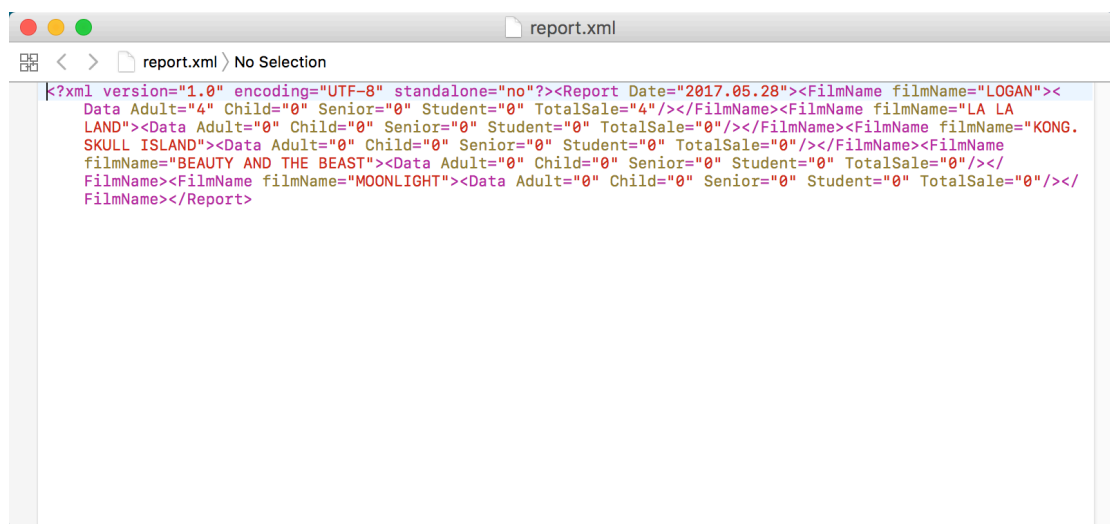 report.xml
report.xml 〉 No Selection
<?xml version="1.0" encoding="UTF-8" standalone="no"?><Report Date="2017.05.28"><FilmName filmName="LOGAN"><
Data Adult="4" Child="0" Senior="0" Student="0" TotalSale="4"/></FilmName><FilmName filmName="LA LA
LAND"><Data Adult="0" Child="0" Senior="0" Student="0" TotalSale="0"/></FilmName><FilmName filmName="KONG.
SKULL ISLAND"><Data Adult="0" Child="0" Senior="0" Student="0" TotalSale="0"/></FilmName><FilmName
filmName="BEAUTY AND THE BEAST"><Data Adult="0" Child="0" Senior="0" Student="0" TotalSale="0"/></
FilmName><FilmName filmName="MOONLIGHT"><Data Adult="0" Child="0" Senior="0" Student="0" TotalSale="0"/></
FilmName></Report>